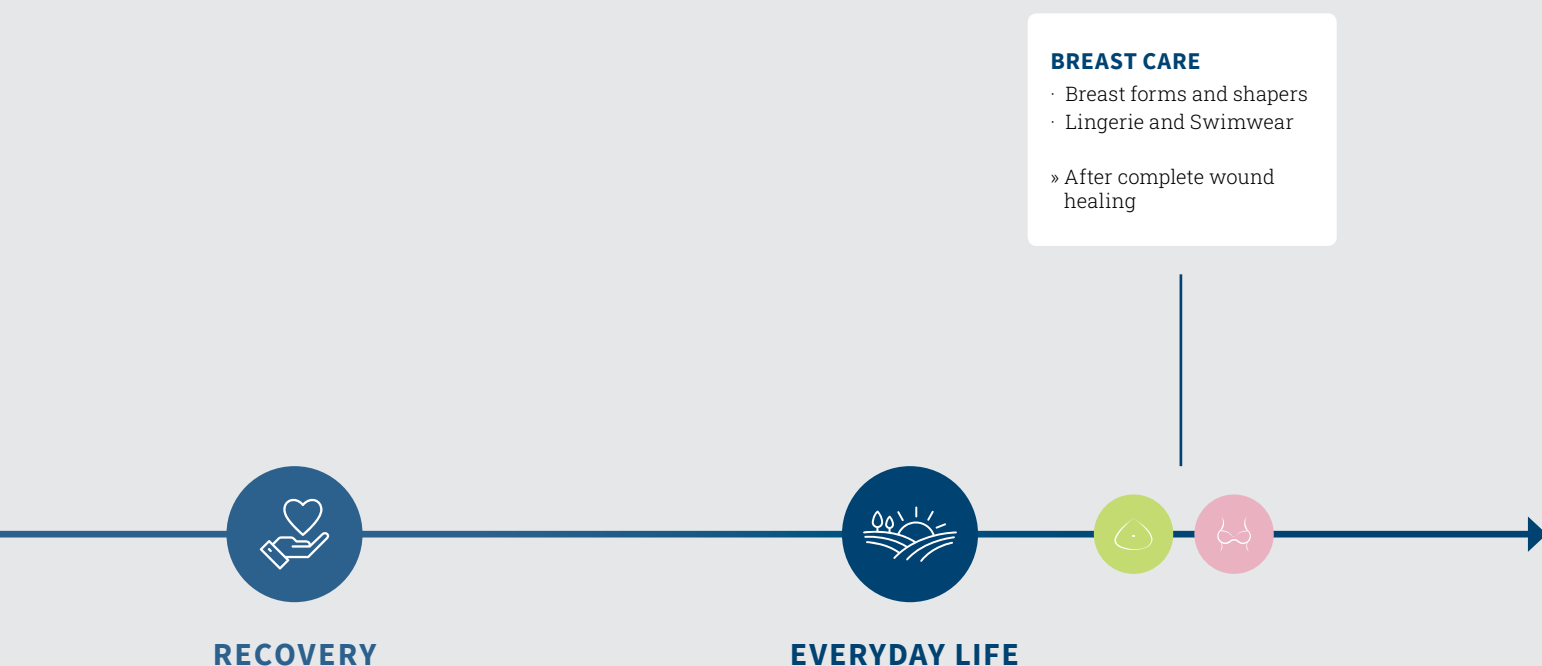 BREAST CARE
· Breast forms and shapers
· Lingerie and Swimwear
» After complete wound
healing
RECOVERY
EVERYDAY LIFE